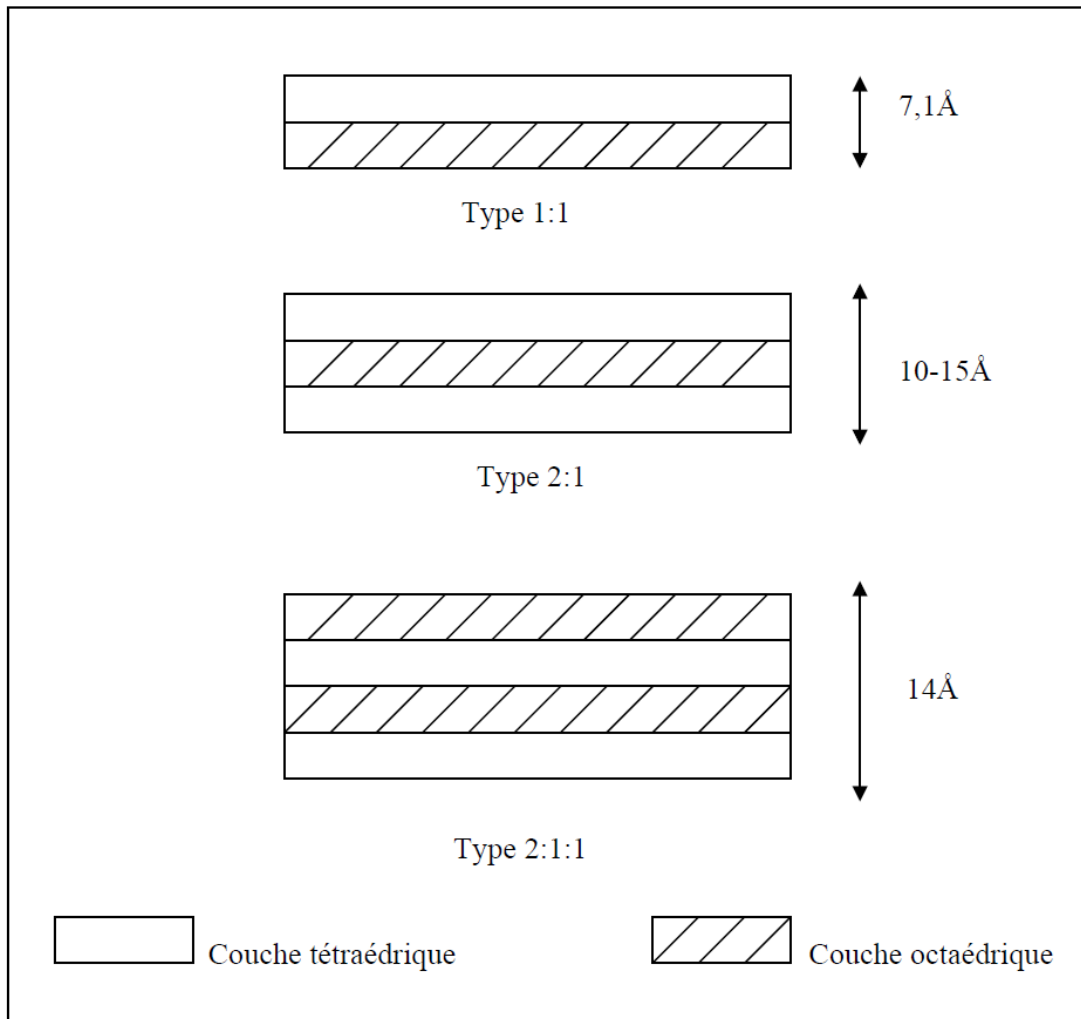 7,1Å
Type 1:1
10-15Å
Type 2:1
14Å
Type 2:1:1
Couche tétraédrique
Couche octaédrique